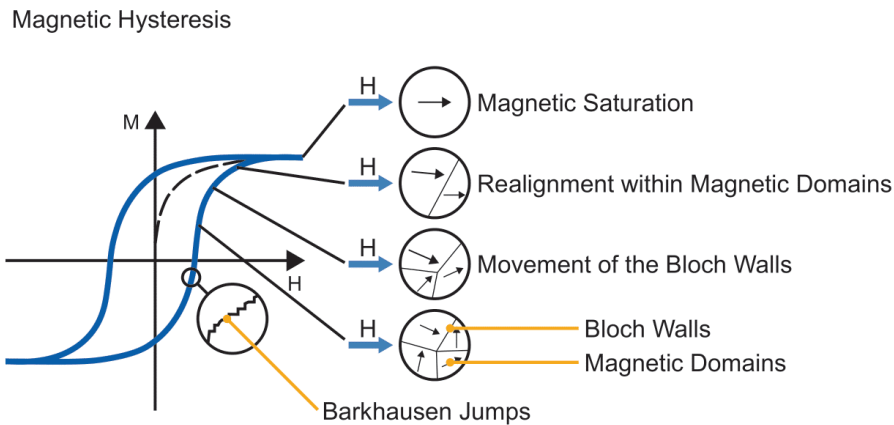 Magnetic Hysteresis
M
H
H
Magnetic Saturation
H
Realignment within Magnetic Domains
H
Movement of the Bloch Walls
H
Bloch Walls
Magnetic Domains
Barkhausen Jumps